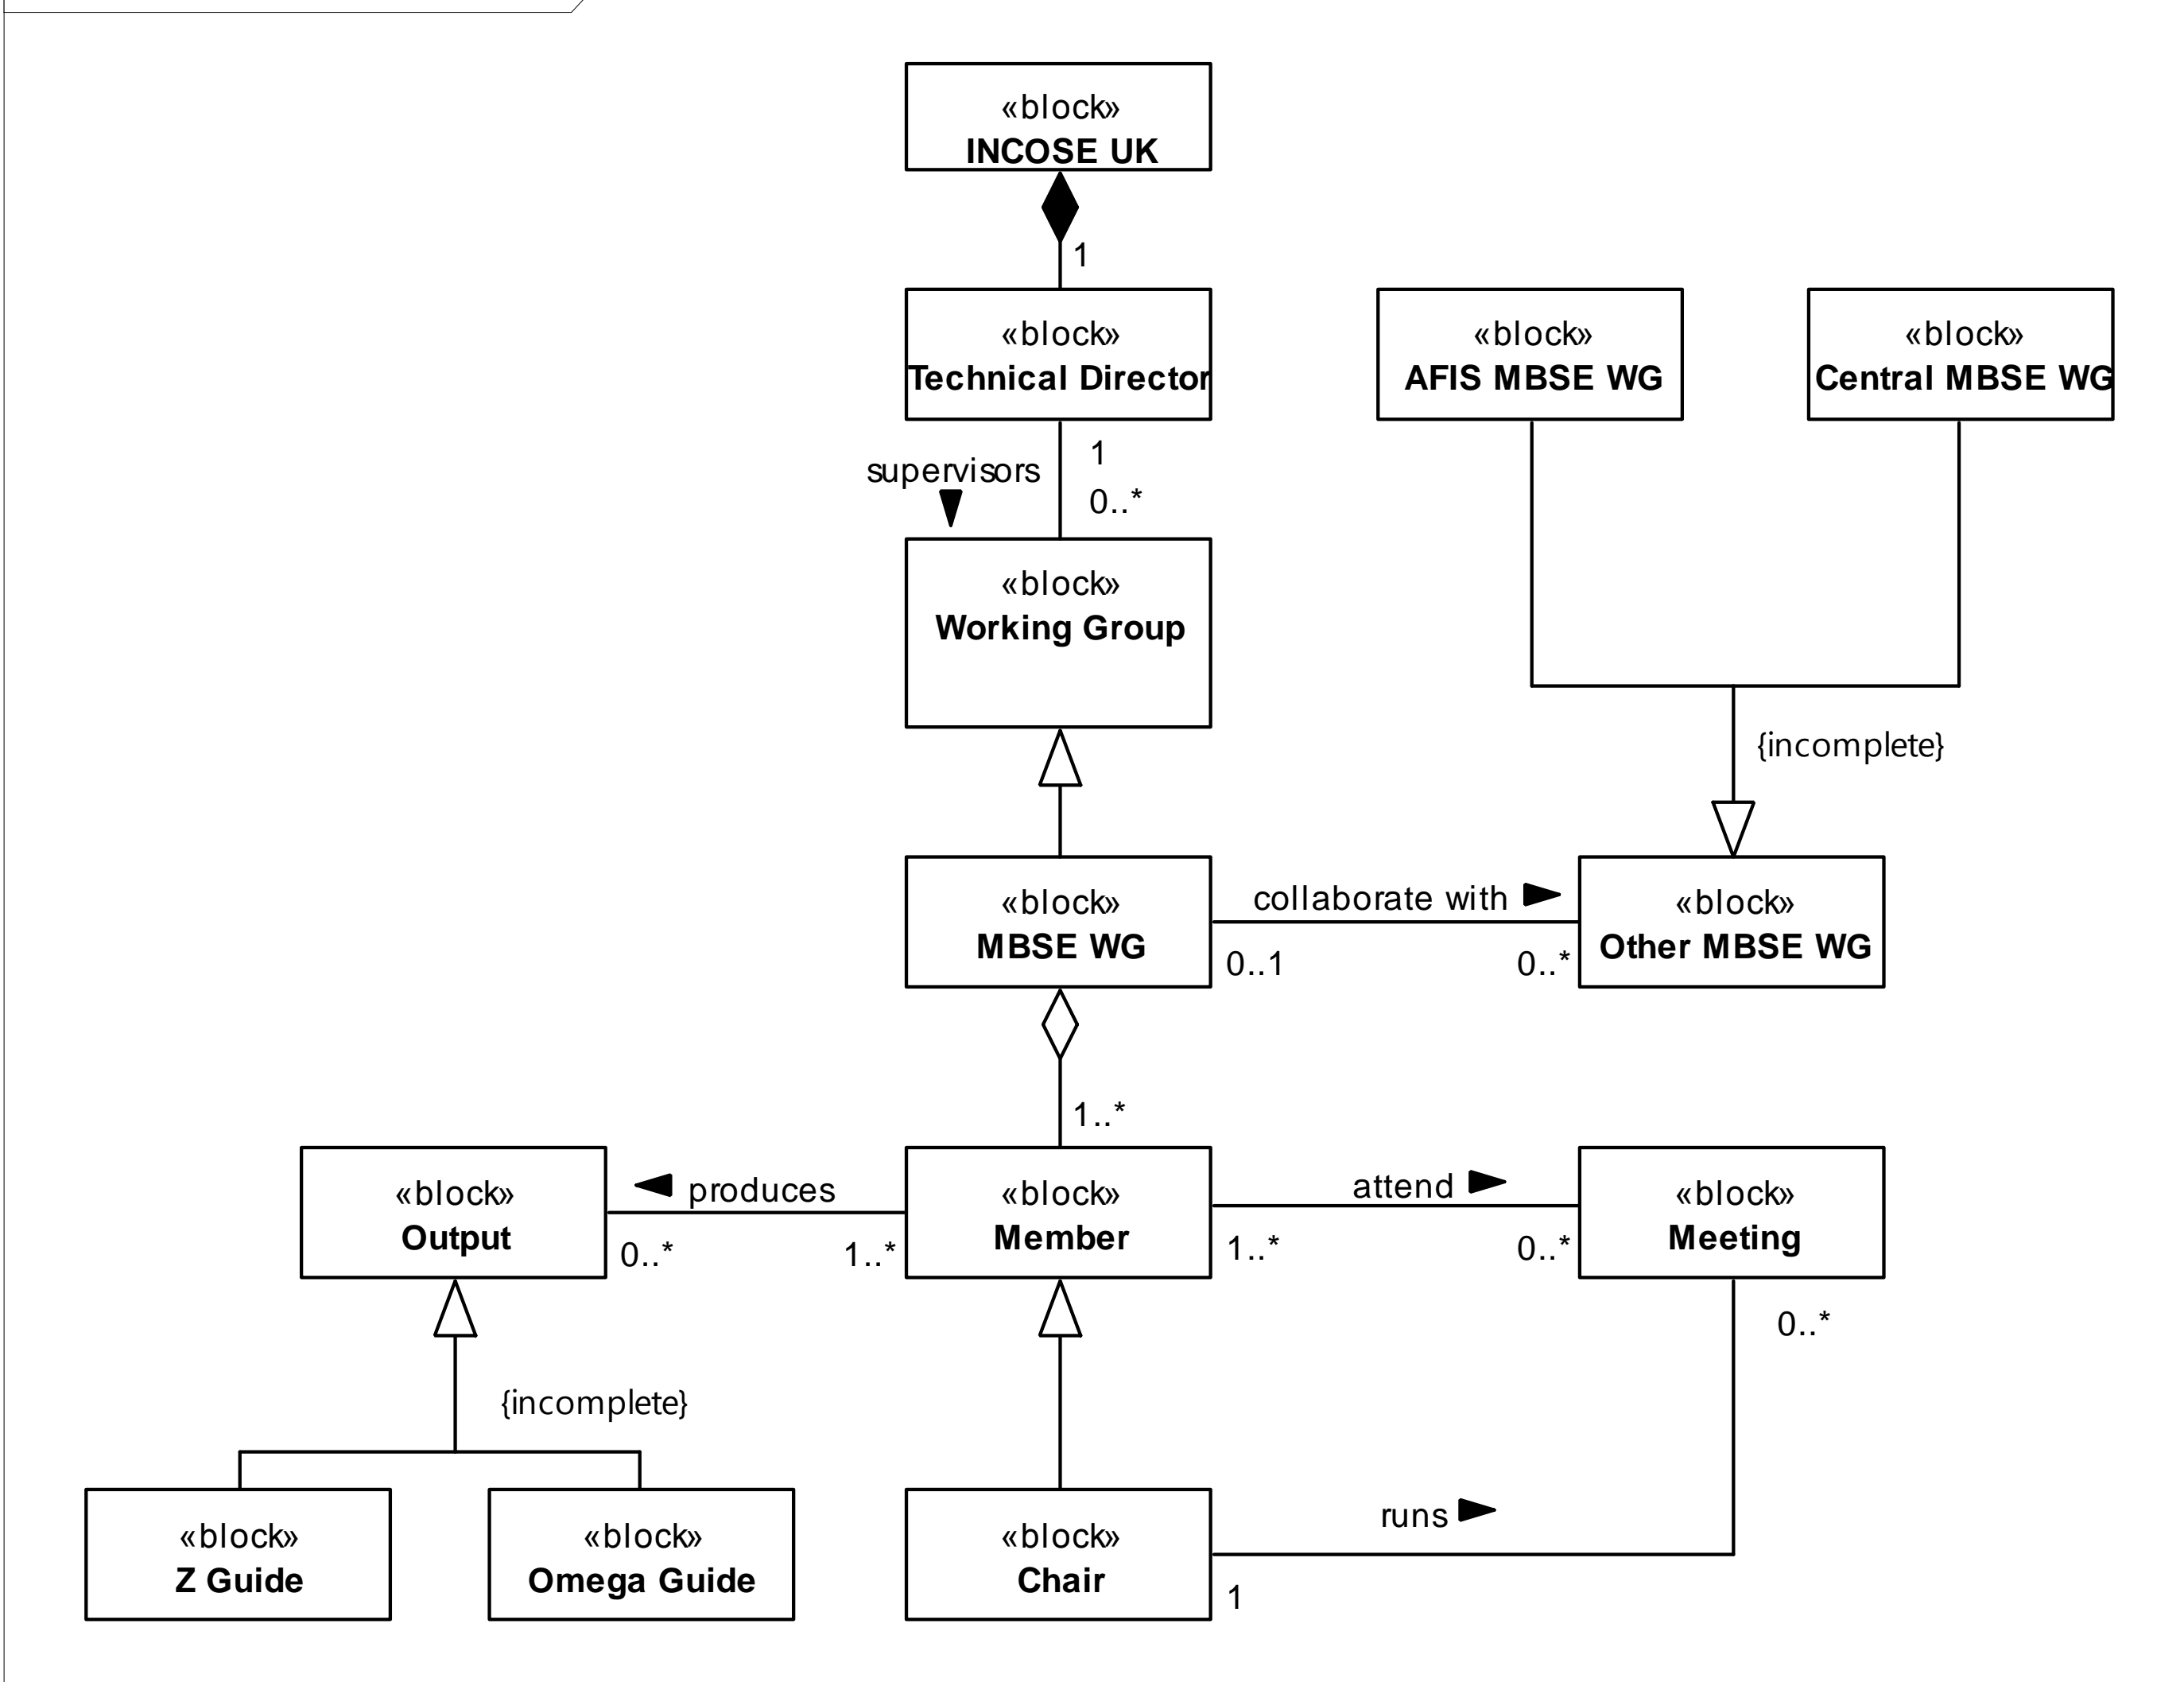 «block»
INCOSE UK
1
«block»
Technical Director
«block»
AFIS MBSE WG
«block»
Central MBSE WG
1
supervisors
0..*
«block»
Working Group
{incomplete}
«block»
MBSE WG
collaborate with
0..1
0..*
«block»
Other MBSE WG
1..*
«block»
Output
produces
0..*
1..*
«block»
Member
attend
1..*
0..*
«block»
Meeting
0..*
{incomplete}
«block»
Z Guide
«block»
Omega Guide
«block»
Chair
runs
1